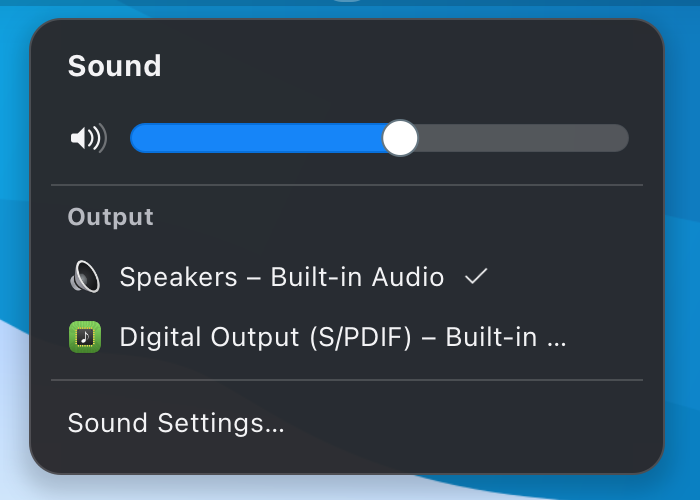 Sound
Output
Speakers – Built-in Audio
Digital Output (S/PDIF) – Built-in ...
Sound Settings...